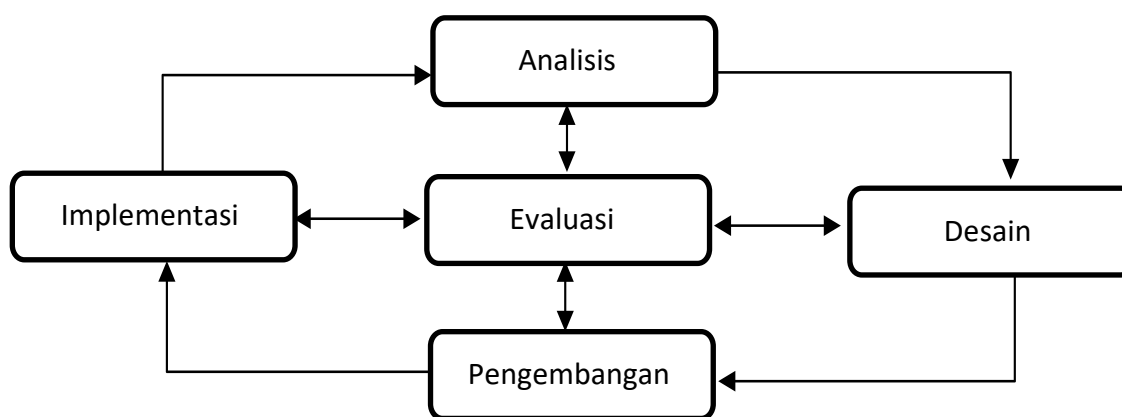 Analisis
Implementasi
Evaluasi
Desain
Pengembangan